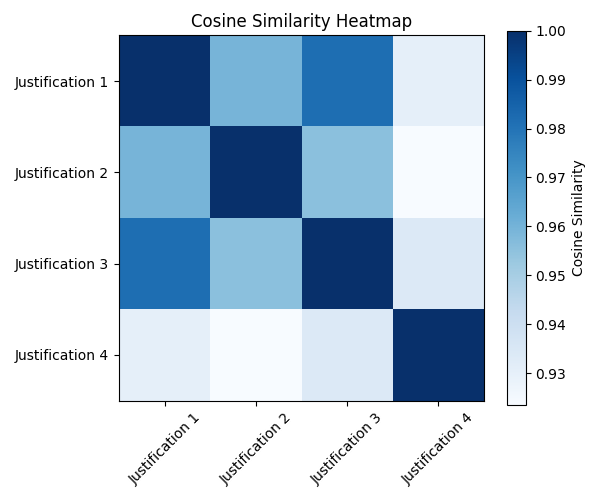 Cosine Similarity Heatmap
Justification 1
Justification 2
Justification 3
Justification 4
Justification 1
Justification 2
Justification 3
Justification 4
1.00
0.99
0.98
0.97
0.96
0.95
0.94
0.93
Cosine Similarity